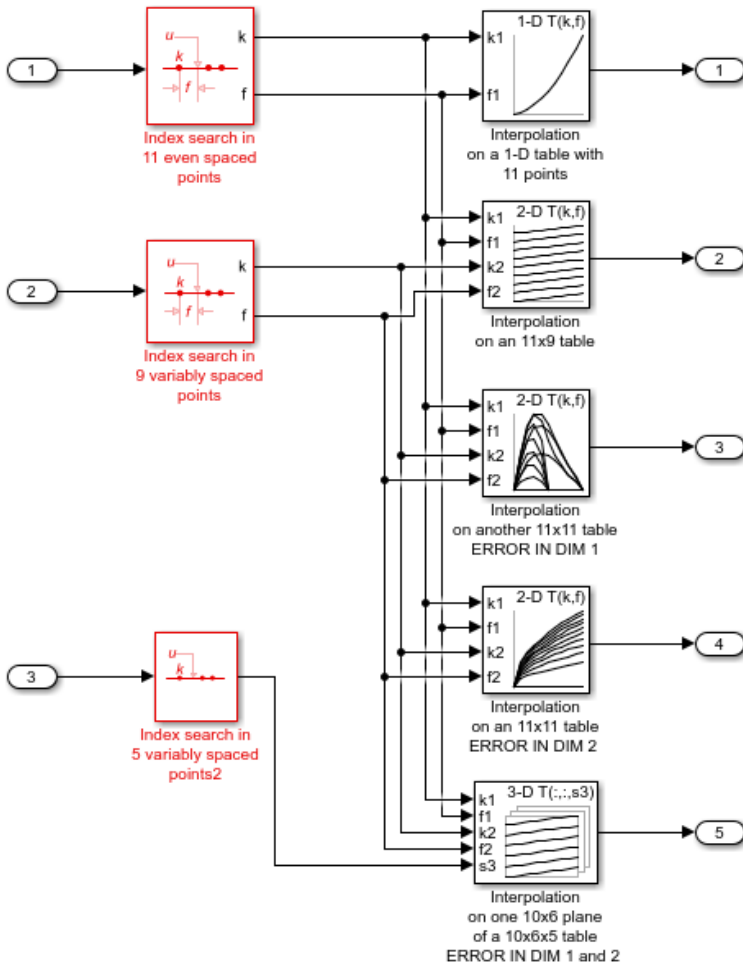 1
u
k
f
k
f
Index search in
11 even spaced
points
1-D T(k,f)
k1
f1
Interpolation
on a 1-D table with
11 points
1
2
u
k
f
k
f
Index search in
9 variably spaced
points
2-D T(k,f)
k1
f1
k2
f2
Interpolation
on an 11x9 table
2
2-D T(k,f)
k1
f1
k2
f2
Interpolation
on another 11x11 table
ERROR IN DIM 1
3
2-D T(k,f)
k1
f1
k2
f2
Interpolation
on an 11x11 table
ERROR IN DIM 2
4
3
u
k
Index search in
5 variably spaced
points2
3-D T(:,:,s3)
k1
f1
k2
f2
s3
Interpolation
on one 10x6 plane
of a 10x6x5 table
ERROR IN DIM 1 and 2
5